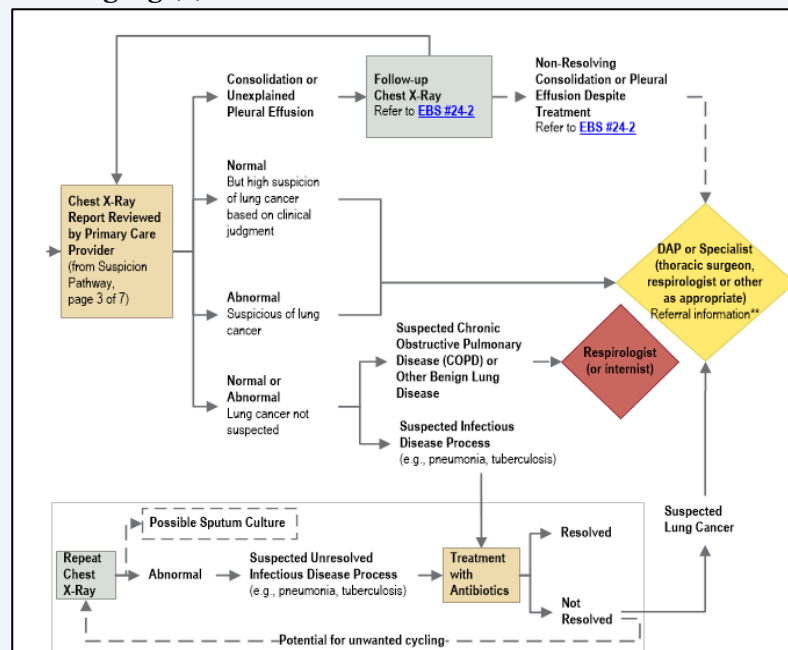 Consolidation or
Unexplained
Pleural Effusion
Follow-up
Chest X-Ray
Refer to EBS #24-2
Non-Resolving
Consolidation or Pleural
Effusion Despite
Treatment
Refer to EBS #24-2
Chest X-Ray
Report Reviewed
by Primary Care
Provider
(from Suspicion
Pathway,
page 3 of 7)
Normal
But high suspicion
of lung cancer
based on clinical
judgment
Abnormal
Suspicious of lung
cancer
Normal or
Abnormal
Lung cancer not
suspected
DAP or Specialist
(thoracic surgeon,
respirologist or other
as appropriate)
Referral information**
Suspected Chronic
Obstructive Pulmonary
Disease (COPD) or
Other Benign Lung
Disease
Respirologist
(or internist)
Suspected Infectious
Disease Process
(e.g., pneumonia, tuberculosis)
Suspected
Lung Cancer
Possible Sputum Culture
Repeat
Chest
X-Ray
Abnormal
Suspected Unresolved
Infectious Disease Process
(e.g., pneumonia, tuberculosis)
Treatment
with
Antibiotics
Resolved
Not
Resolved
Potential for unwanted cycling